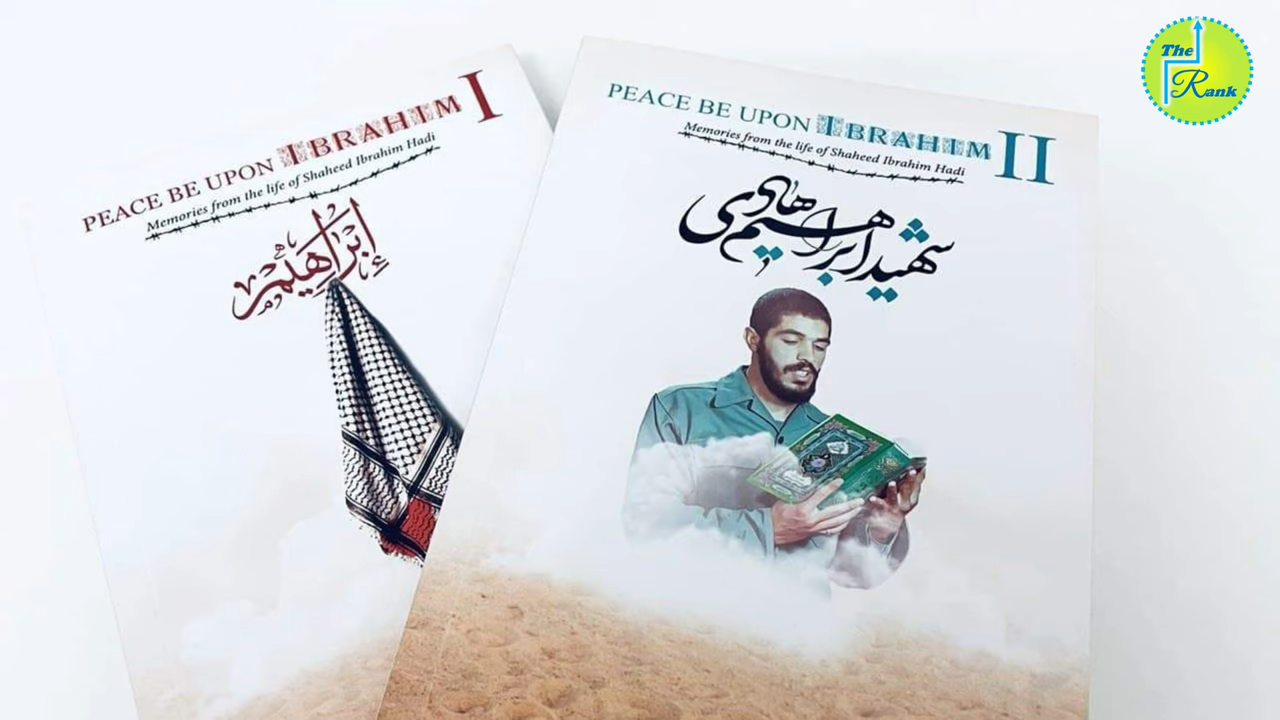 PEACE BE UPON IBRAHIM I
Memories from the life of Shaheed Ibrahim Hadi
إبراهيم
PEACE BE UPON IBRAHIM II
Memories from the life of Shaheed Ibrahim Hadi
شهید ابراهیم هادی
The
Rank